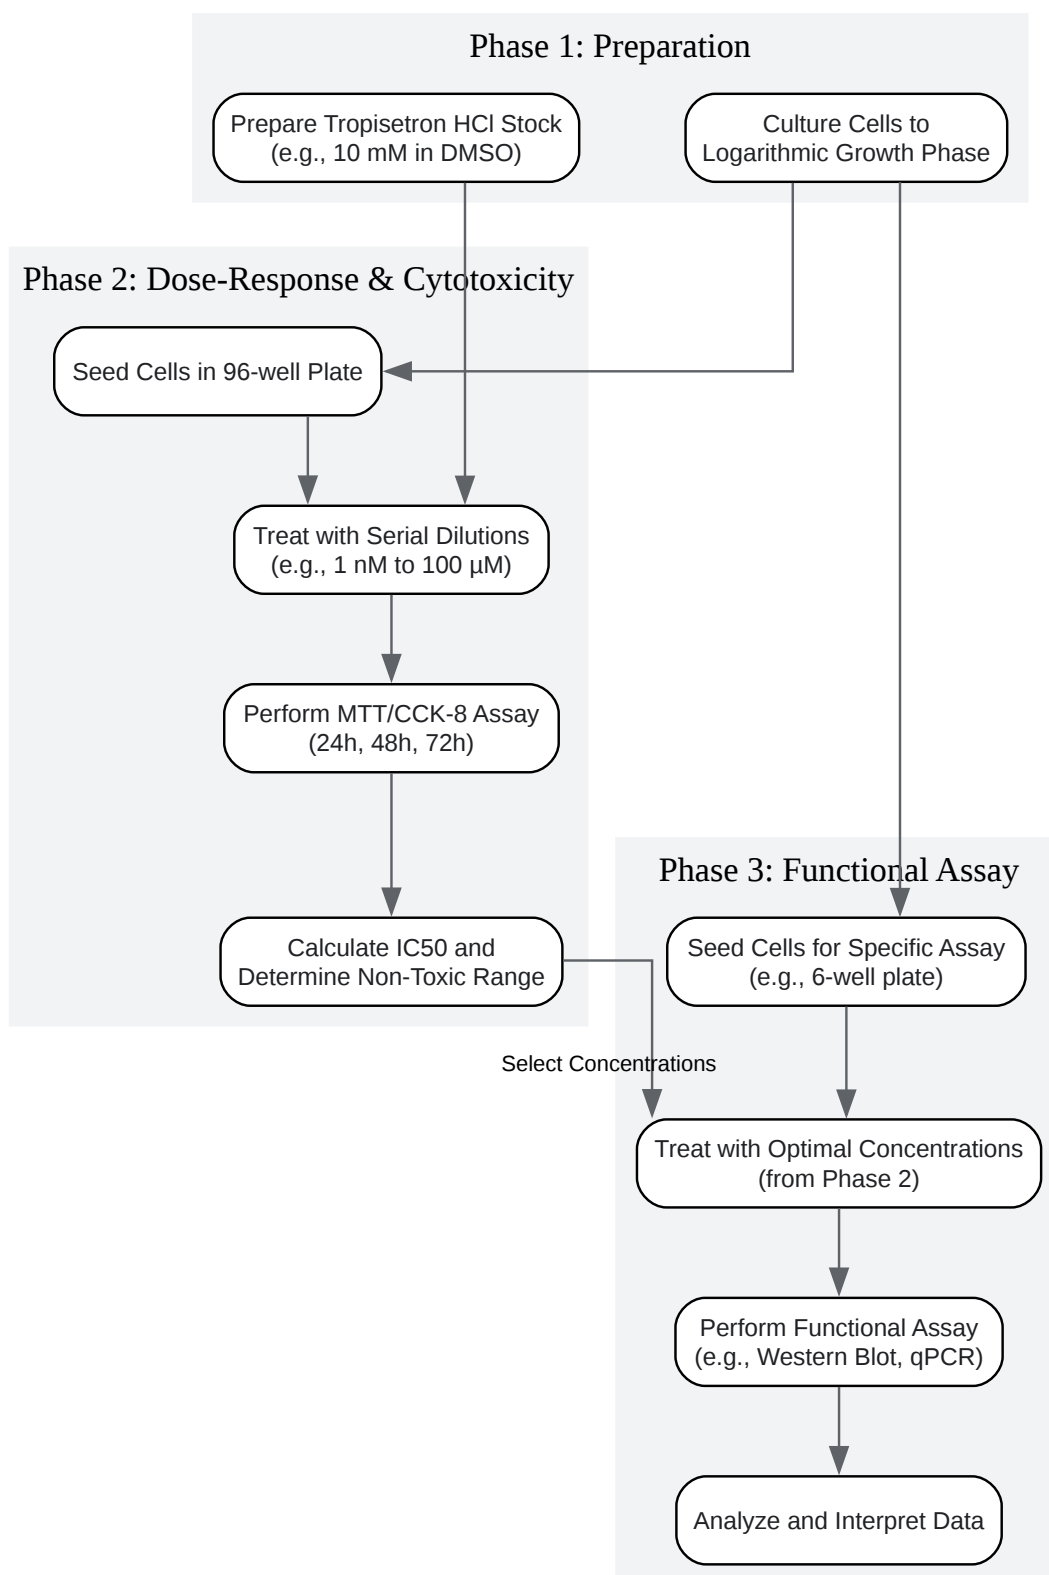 Phase 1: Preparation
Prepare Tropisetron HCl Stock
(e.g., 10 mM in DMSO)
Culture Cells to
Logarithmic Growth Phase
Phase 2: Dose-Response & Cytotoxicity
Seed Cells in 96-well Plate
Treat with Serial Dilutions
(e.g., 1 nM to 100 µM)
Perform MTT/CCK-8 Assay
(24h, 48h, 72h)
Calculate IC50 and
Determine Non-Toxic Range
Select Concentrations
Phase 3: Functional Assay
Seed Cells for Specific Assay
(e.g., 6-well plate)
Treat with Optimal Concentrations
(from Phase 2)
Perform Functional Assay
(e.g., Western Blot, qPCR)
Analyze and Interpret Data